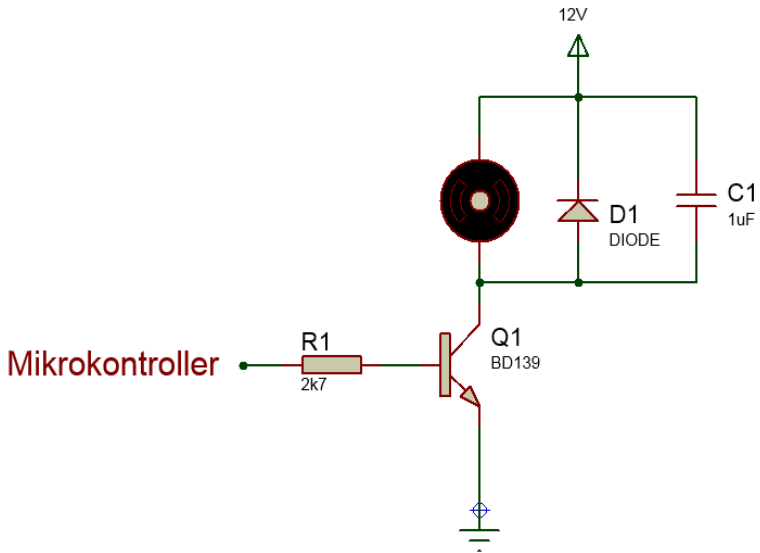 12V
D1
DIODE
C1
1uF
Mikrokontroller
R1
2k7
Q1
BD139